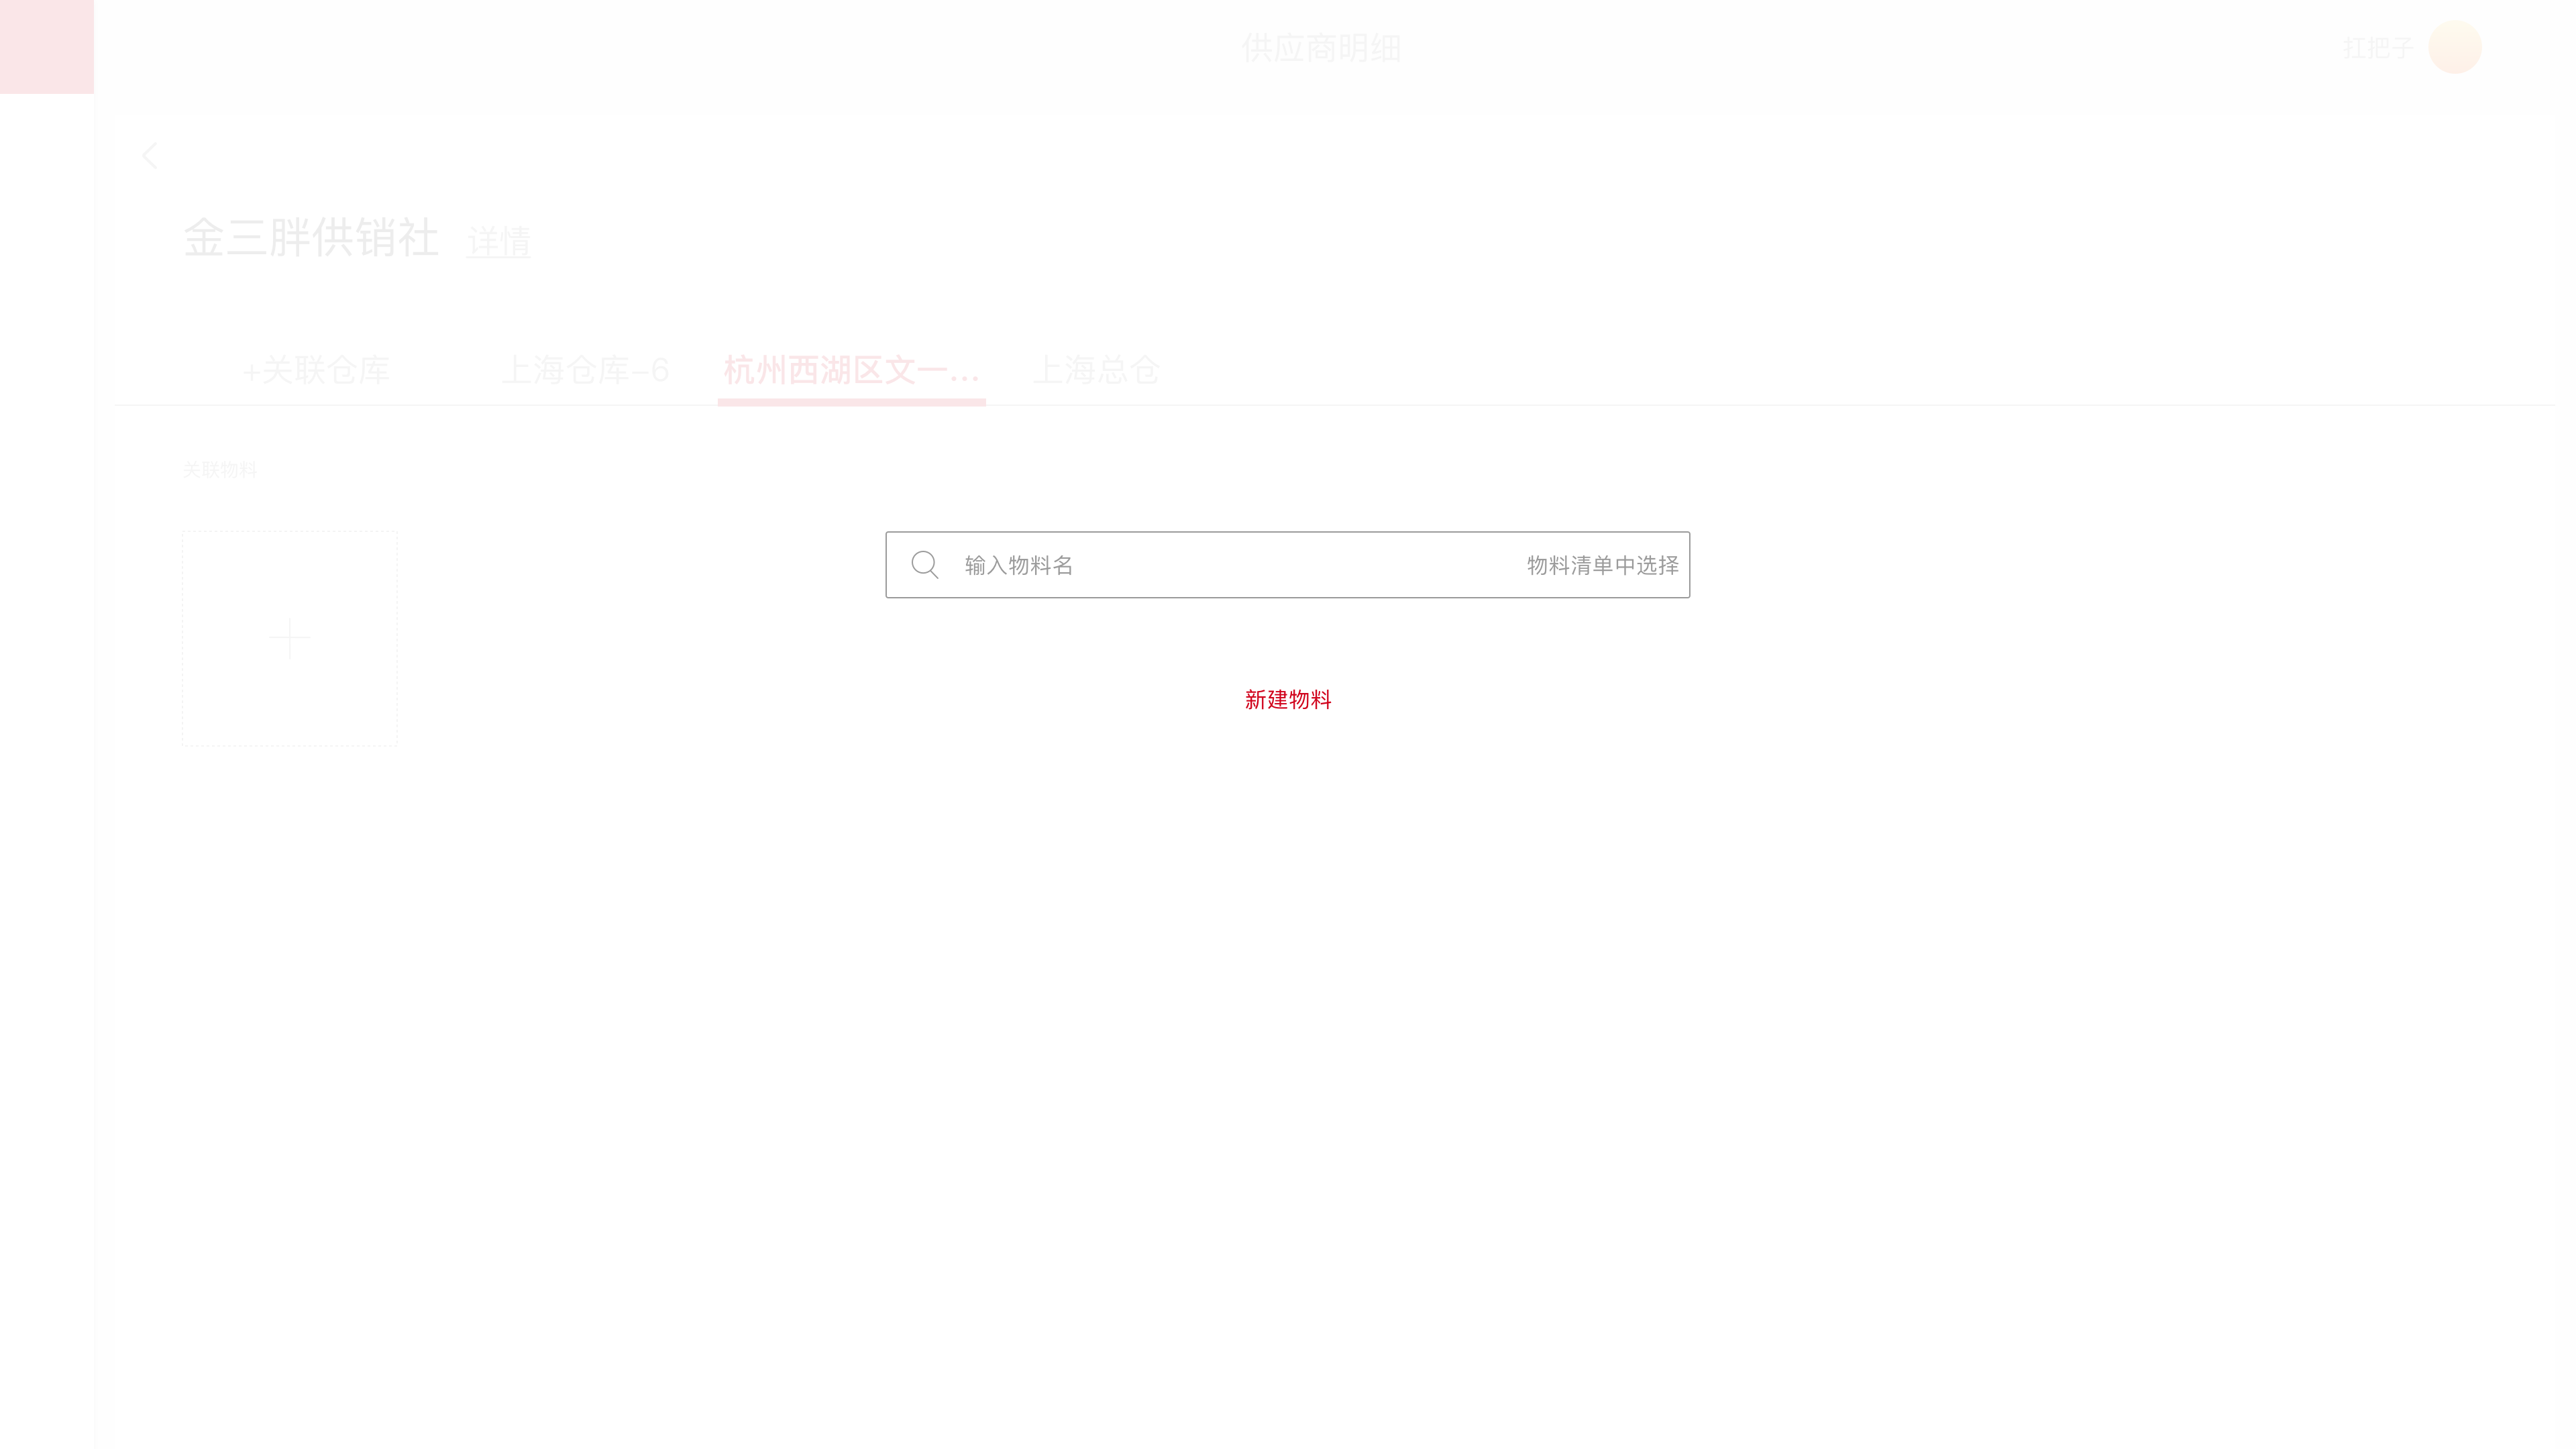 供应商明细
扛把子
金三胖供销社 详情
+关联仓库 上海仓库-6 杭州西湖区文一... 上海总仓
关联物料
输入物料名 物料清单中选择
新建物料